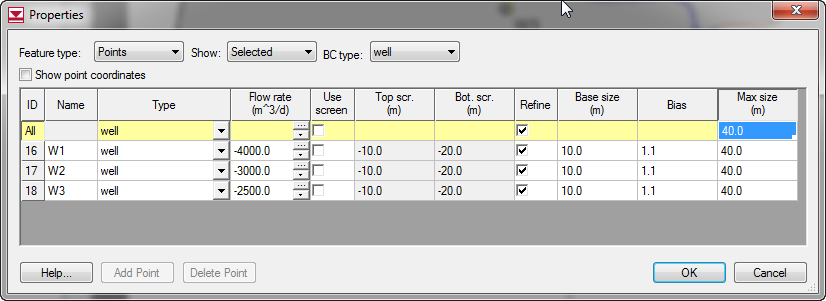 Properties
Feature type: Points Show: Selected BC type: well
Show point coordinates
ID Name Type Flow rate (m^3/d) Use screen Top scr. (m) Bot. scr. (m) Refine Base size (m) Bias Max size (m)
All well 40.0
16 W1 well -4000.0 -10.0 -20.0 10.0 1.1 40.0
17 W2 well -3000.0 -10.0 -20.0 10.0 1.1 40.0
18 W3 well -2500.0 -10.0 -20.0 10.0 1.1 40.0
Help... Add Point Delete Point OK Cancel